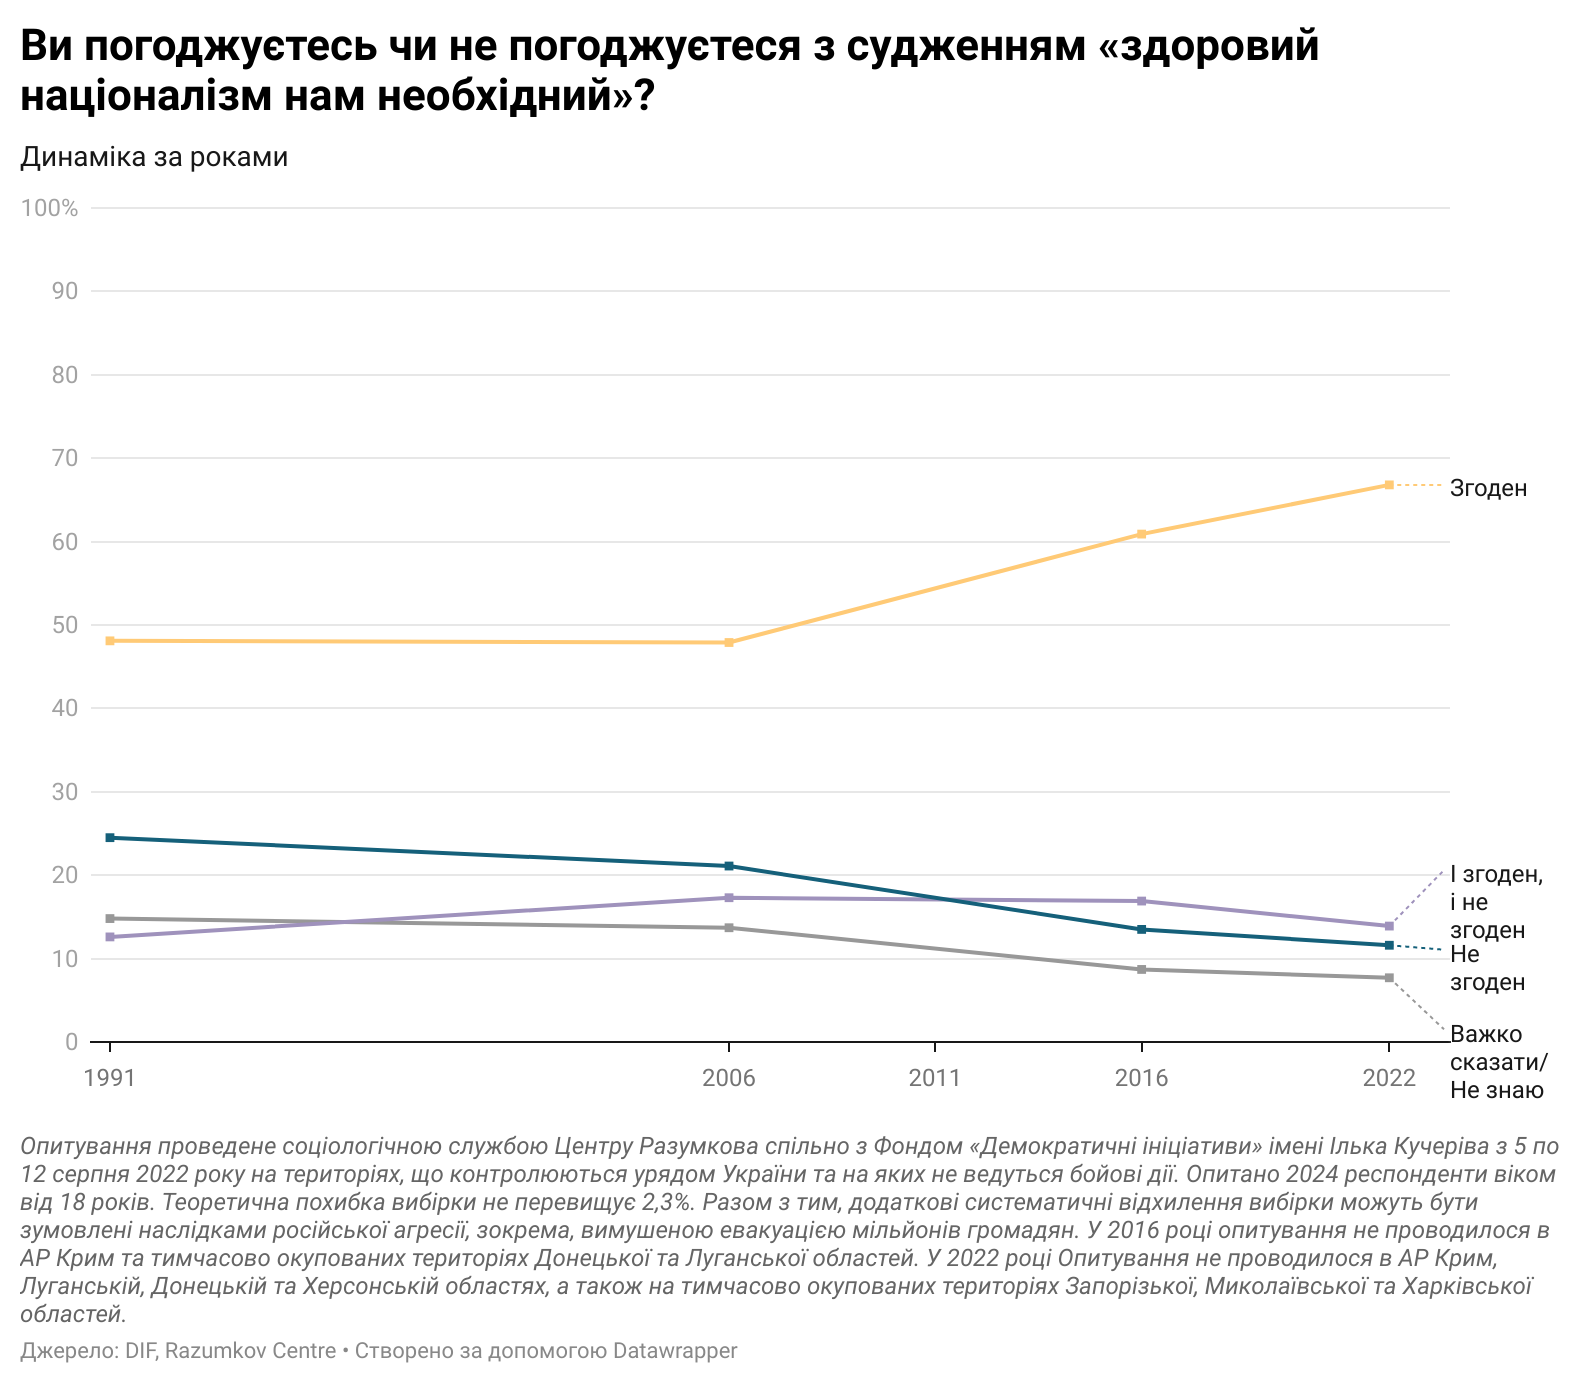 Ви погоджуєтесь чи не погоджуєтеся з судженням «здоровий
націоналізм нам необхідний»?
Динаміка за роками
100%
90
80
70
60
50
40
30
20
10
0
Згоден
І згоден,
і не
згоден
Не
згоден
Важко
сказати/
Не знаю
1991
2006
2011
2016
2022
Опитування проведене соціологічною службою Центру Разумкова спільно з Фондом «Демократичні ініціативи» імені Ілька Кучеріва з 5 по
12 серпня 2022 року на територіях, що контролюються урядом України та на яких не ведуться бойові дії. Опитано 2024 респонденти віком
від 18 років. Теоретична похибка вибірки не перевищує 2,3%. Разом з тим, додаткові систематичні відхилення вибірки можуть бути
зумовлені наслідками російської агресії, зокрема, вимушеною евакуацією мільйонів громадян. У 2016 році опитування не проводилося в
АР Крим та тимчасово окупованих територіях Донецької та Луганської областей. У 2022 році Опитування не проводилося в АР Крим,
Луганській, Донецькій та Херсонській областях, а також на тимчасово окупованих територіях Запорізької, Миколаївської та Харківської
областей.
Джерело: DIF, Razumkov Centre • Створено за допомогою Datawrapper